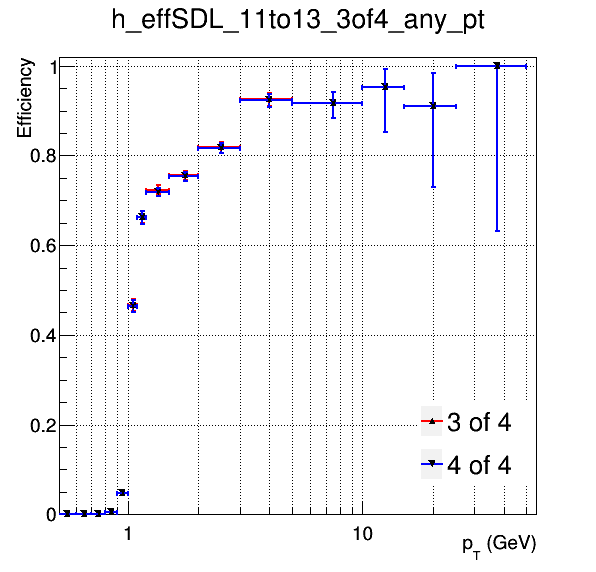 h_effSDL_11to13_3of4_any_pt
Efficiency
1
0.8
0.6
0.4
0.2
0
3 of 4
4 of 4
1
10
p_T (GeV)